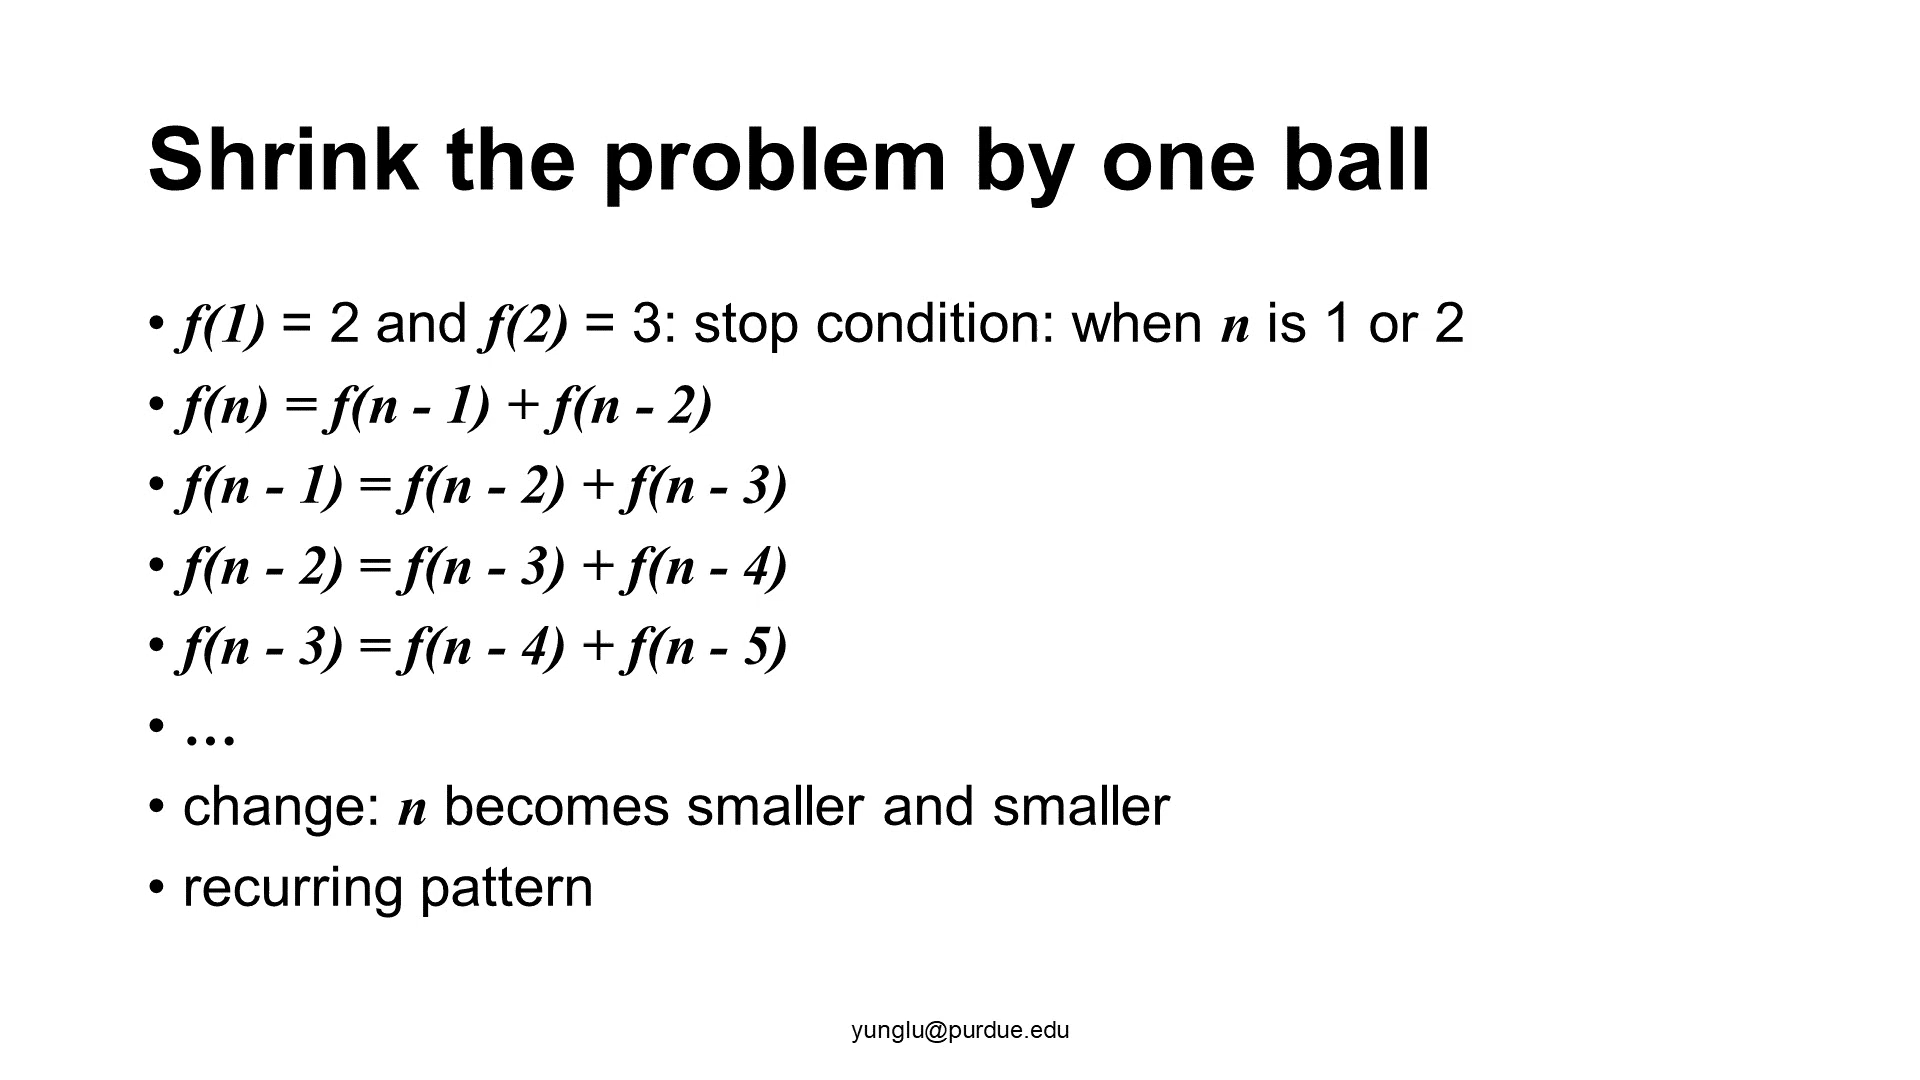 Shrink the problem by one ball
• f(1) = 2 and f(2) = 3: stop condition: when n is 1 or 2
• f(n) = f(n - 1) + f(n - 2)
• f(n - 1) = f(n - 2) + f(n - 3)
• f(n - 2) = f(n - 3) + f(n - 4)
• f(n - 3) = f(n - 4) + f(n - 5)
• …
• change: n becomes smaller and smaller
• recurring pattern
yunglu@purdue.edu